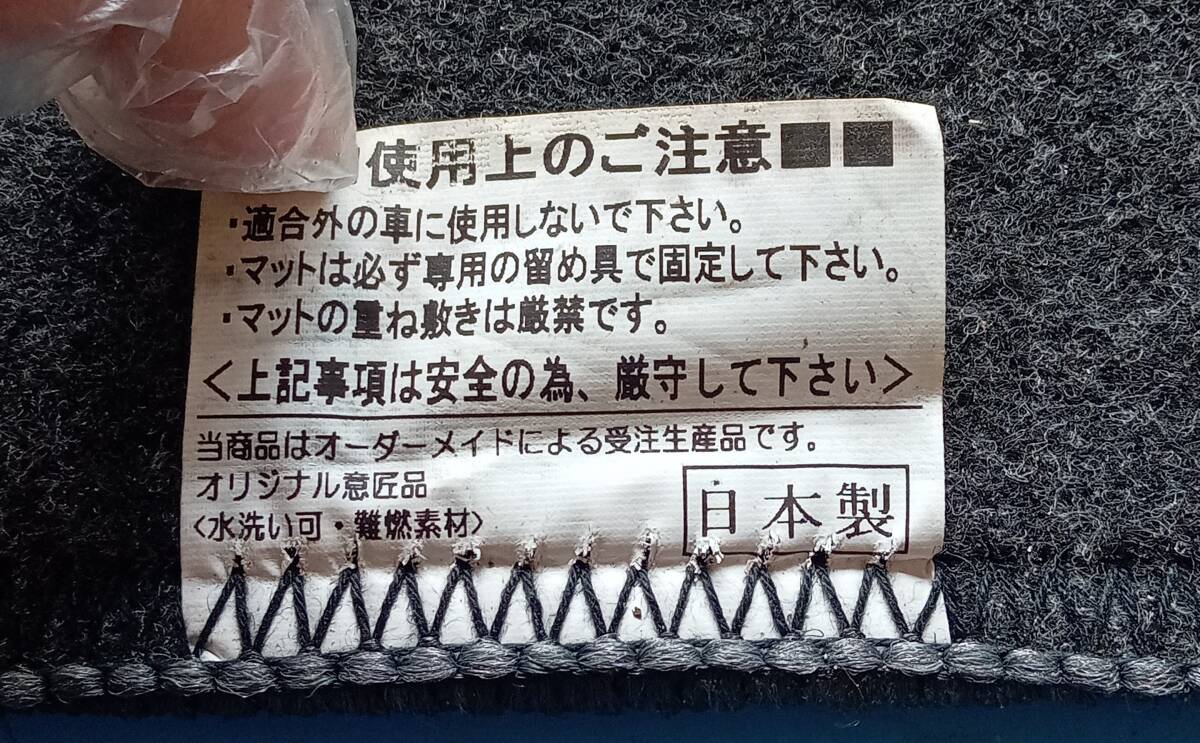 使用上のご注意■■
・適合外の車に使用しないで下さい。
・マットは必ず専用の留め具で固定して下さい。
・マットの重ね敷きは厳禁です。
<上記事項は安全の為、厳守して下さい>
当商品はオーダーメイドによる受注生産品です。
オリジナル意匠品
<水洗い可・難燃素材>
日本製